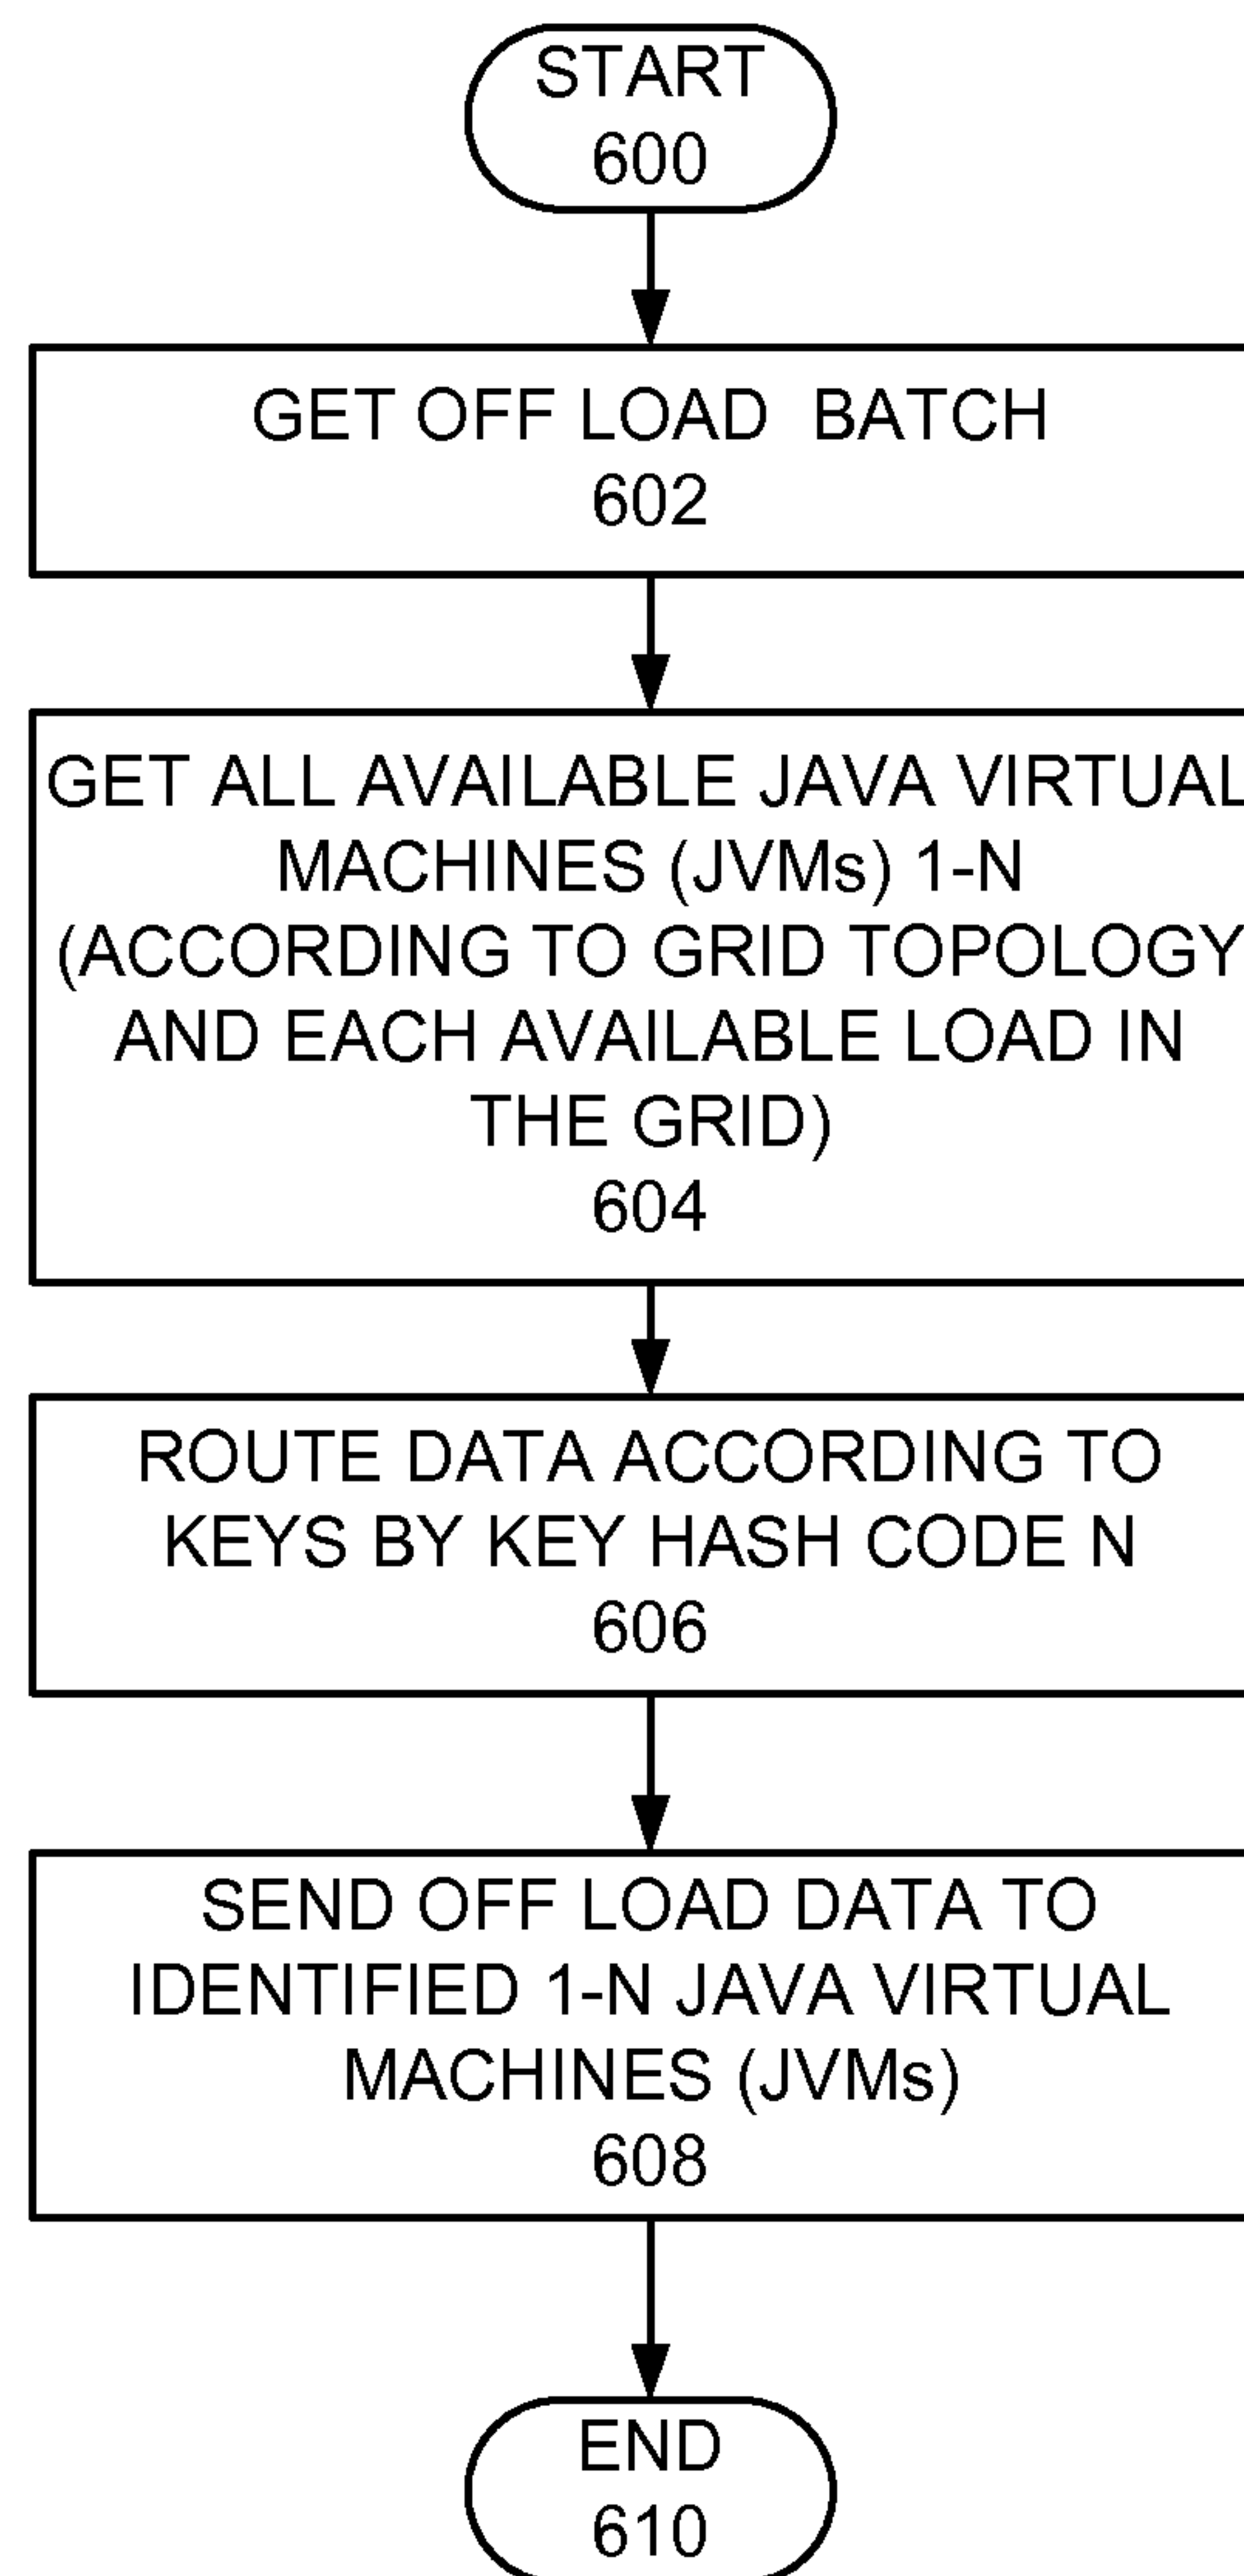 START
600
GET OFF LOAD BATCH
602
GET ALL AVAILABLE JAVA VIRTUAL
MACHINES (JVMs) 1-N
(ACCORDING TO GRID TOPOLOGY
AND EACH AVAILABLE LOAD IN
THE GRID)
604
ROUTE DATA ACCORDING TO
KEYS BY KEY HASH CODE N
606
SEND OFF LOAD DATA TO
IDENTIFIED 1-N JAVA VIRTUAL
MACHINES (JVMs)
608
END
610